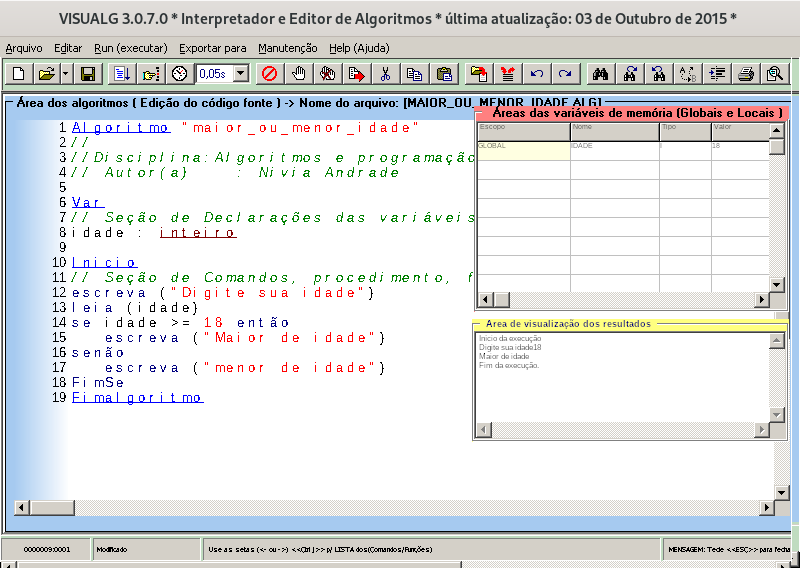 VISUALG 3.0.7.0 * Interpretador e Editor de Algoritmos * última atualização: 03 de Outubro de 2015 *
Arquivo Editar Run (executar) Exportar para Manutenção Help (Ajuda)
0,05s
Área dos algoritmos ( Edição do código fonte ) -> Nome do arquivo: [MAIOR_OU_MENOR_IDADE.ALG]
1 Algoritmo "maior_ou_menor_idade"
2 //
3 //Disciplina:Algoritmos e programação
4 // Autor(a) : Nivia Andrade
5
6 Var
7 // Seção de Declarações das variáveis
8 idade : inteiro
9
10 Inicio
11 // Seção de Comandos, procedimento, f
12 escreva ("Digite sua idade")
13 leia (idade)
14 se idade >= 18 então
15 escreva ("Maior de idade")
16 senão
17 escreva ("menor de idade")
18 FimSe
19 Fimalgoritmo
Áreas das variáveis de memória (Globais e Locais )
Escopo Nome Tipo Valor
GLOBAL IDADE I 18
Area de visualização dos resultados
Início da execução
Digite sua idade18
Maior de idade
Fim da execução.
0000009:0001 Modificado Use as setas (<- ou ->) <<Ctrl J>> p/ LISTA dos(Comandos/Funções) MENSAGEM: Tecle <<ESC>> para fecha